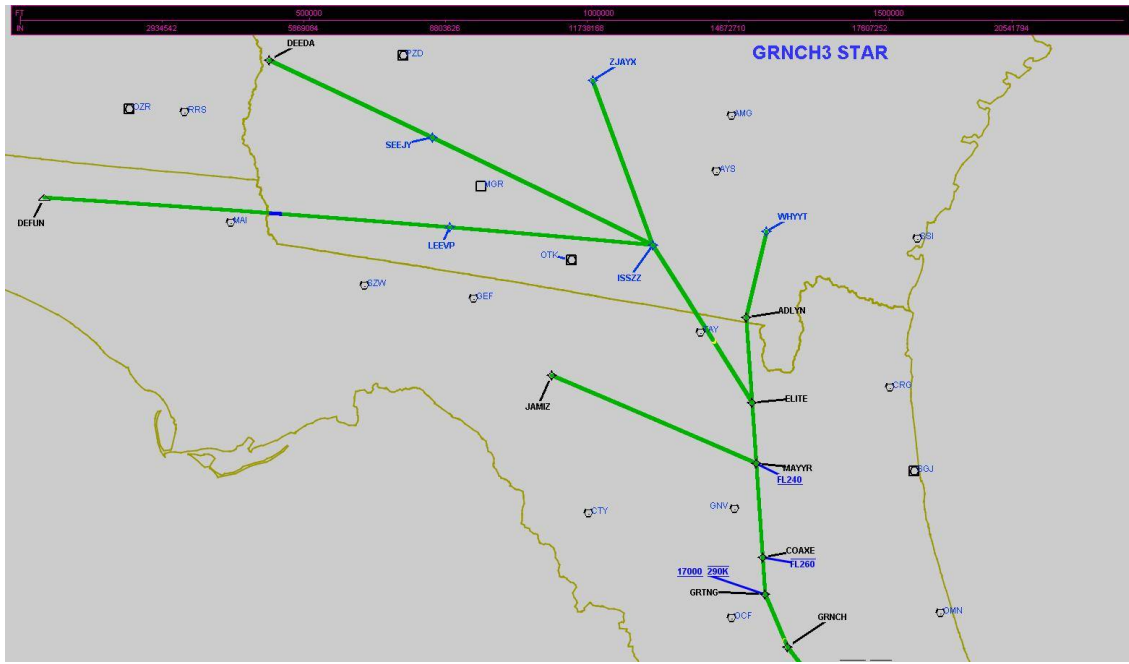 FT 500000 1000000 1500000
IN 2934542 5869084 8803626 11738168 14672710 17607252 20541794
GRNCH3 STAR
DEEDA
PZD
ZJAYX
OZR
RRS
AMG
SEEJY
AYS
MGR
DEFUN
MAI
LEEVP
WHYYT
SSI
OTK
ISSZZ
SZW
GEF
ADLYN
TAY
JAMIZ
ELITE
CRG
MAYYR
FL240
SGJ
CTY
GNV
COAXE
FL260
17000 290K
GRTNG
OCF
GRNCH
OMN